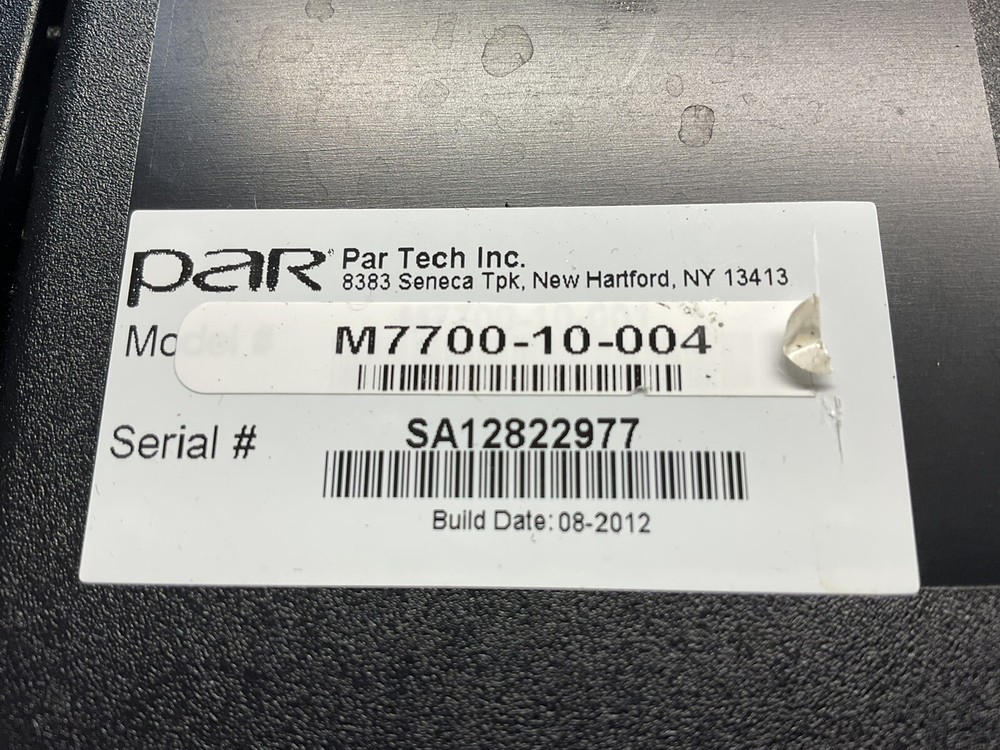 par Par Tech Inc.
8383 Seneca Tpk, New Hartford, NY 13413
Model # M7700-10-004
Serial # SA12822977
Build Date: 08-2012